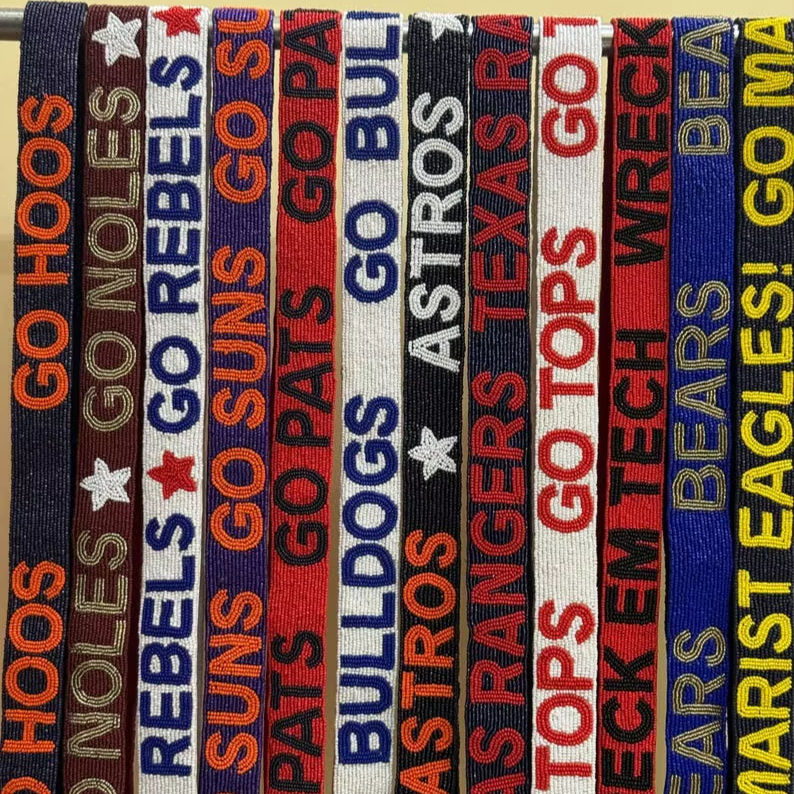 O HOOS GO HOOS
O NOLES GO NOLES
REBELS GO REBELS
SUNS GO SUNS GO SU
PATS GO PATS GO PA
BULLDOGS GO BUL
ASTROS ASTROS
AS RANGERS TEXAS RA
TOPS GO TOPS GO T
ECK EM TECH WRECK
EARS BEARS BEA
MARIST EAGLES! GO MA